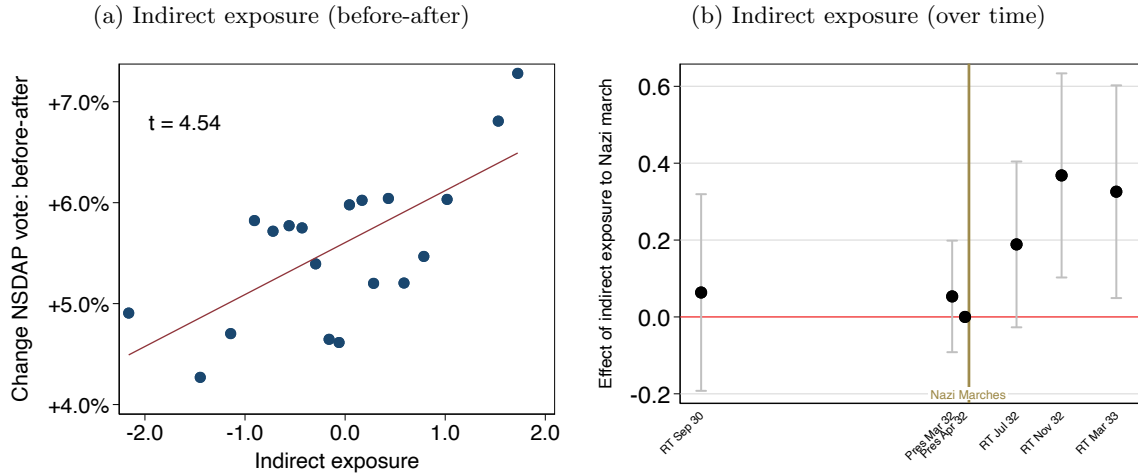 (a) Indirect exposure (before-after)
Change NSDAP vote: before-after
+7.0%
+6.0%
+5.0%
+4.0%
t = 4.54
-2.0 -1.0 0.0 1.0 2.0
Indirect exposure
(b) Indirect exposure (over time)
Effect of indirect exposure to Nazi march
0.6
0.4
0.2
0.0
-0.2
Nazi Marches
RT Sep 30
Pres Mar 32
Pres Apr 32
RT Jul 32
RT Nov 32
RT Mar 33